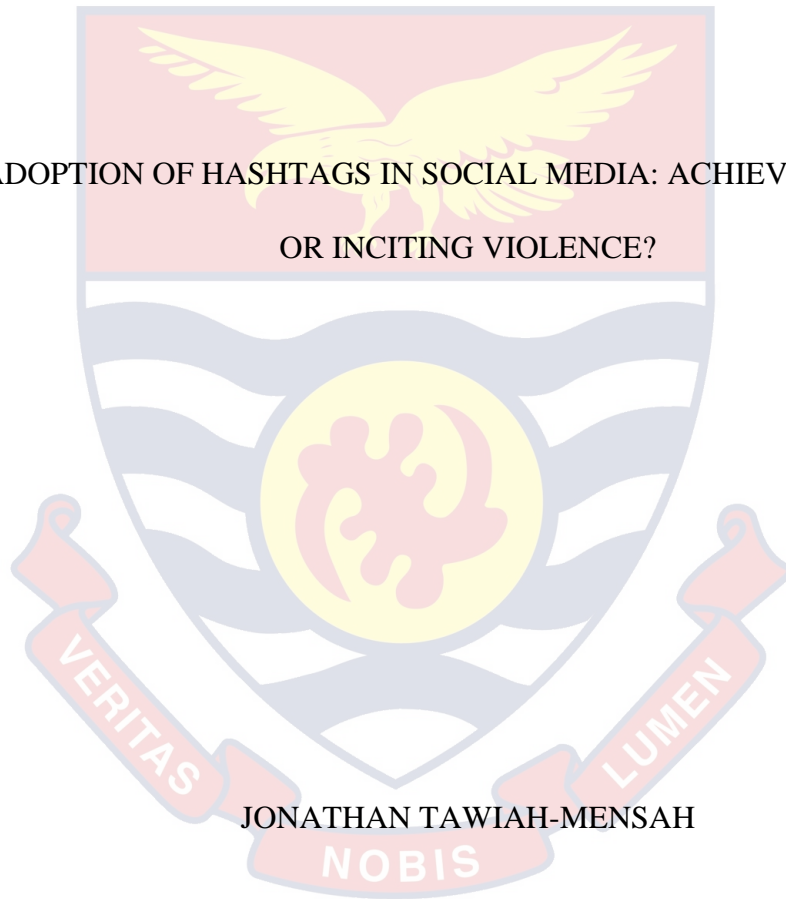 ADOPTION OF HASHTAGS IN SOCIAL MEDIA: ACHIEV
OR INCITING VIOLENCE?
VERITAS
LUMEN
JONATHAN TAWIAH-MENSAH
NOBIS